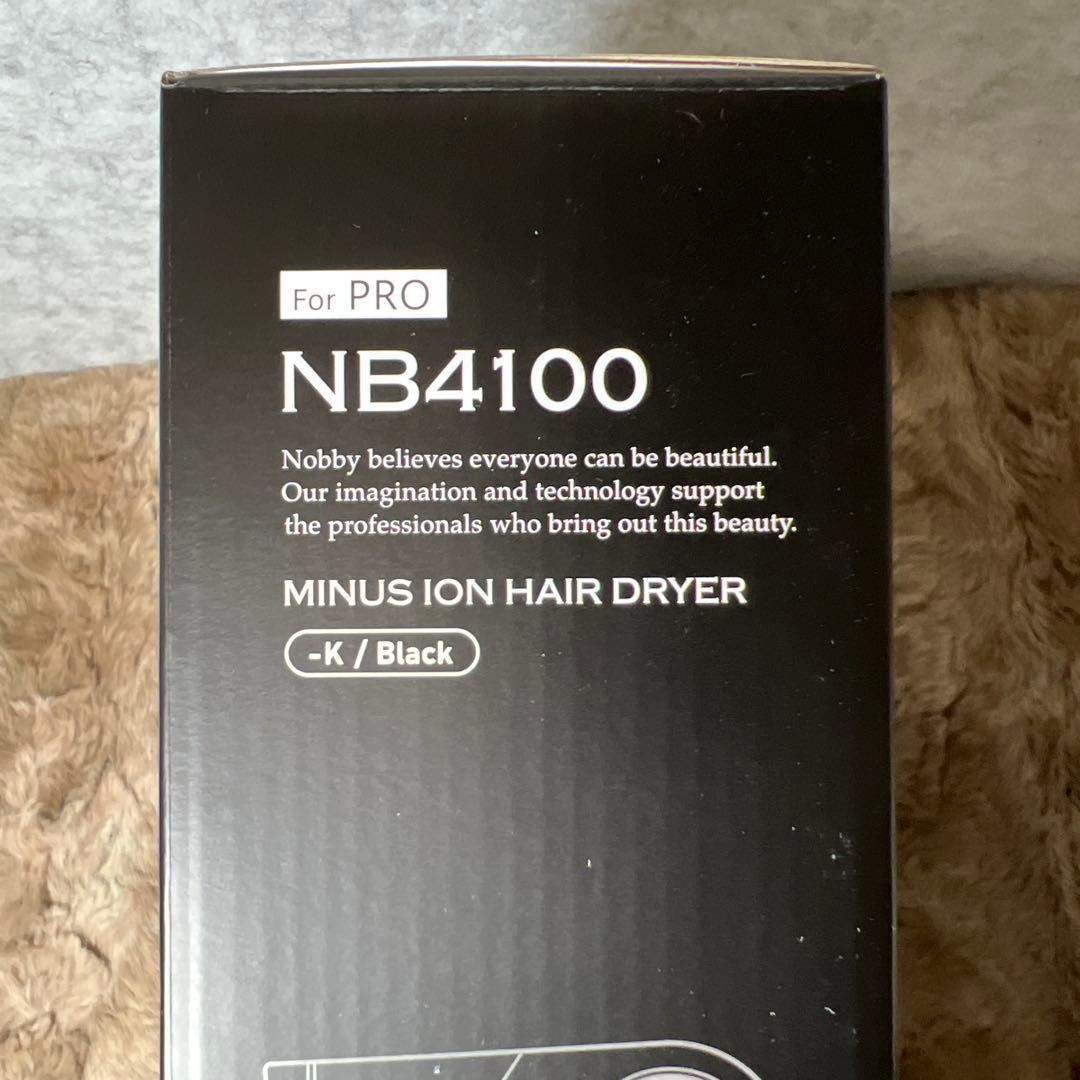 For PRO
NB4100
Nobby believes everyone can be beautiful.
Our imagination and technology support
the professionals who bring out this beauty.
MINUS ION HAIR DRYER
-K / Black